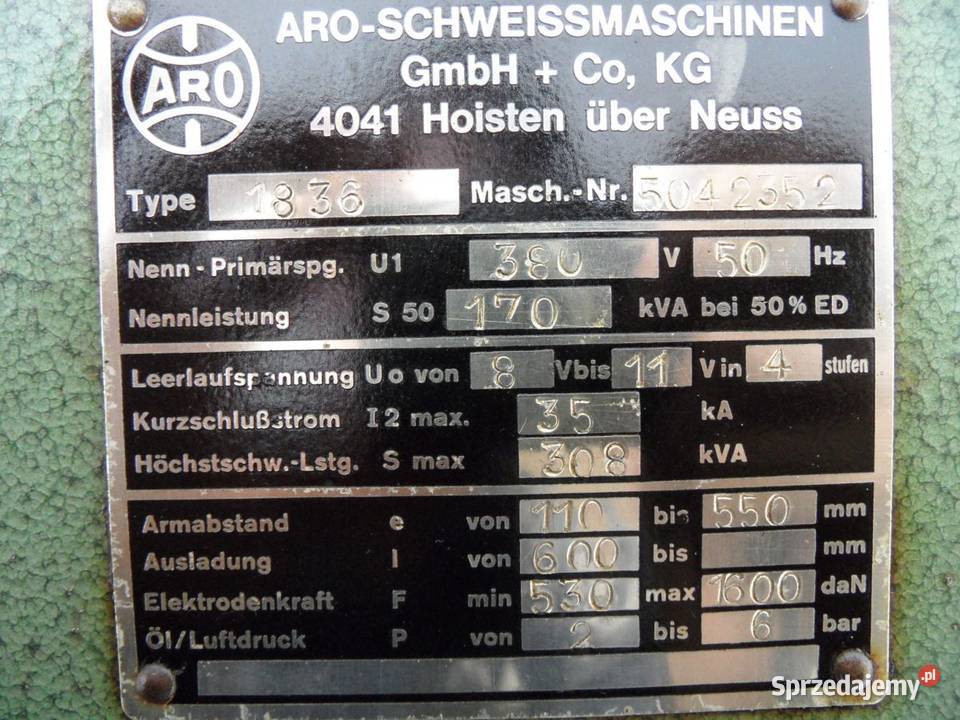 ARO
ARO-SCHWEISSMASCHINEN
GmbH + Co, KG
4041 Hoisten über Neuss
Type 1836 Masch.-Nr. 5042352
Nenn-Primärspg. U1 380 V 50 Hz
Nennleistung S 50 170 kVA bei 50% ED
Leerlaufspannung Uo von 8 Vbis 11 V in 4 stufen
Kurzschlußstrom I2 max. 35 kA
Höchstschw.-Lstg. S max 308 kVA
Armabstand e von 110 bis 550 mm
Ausladung l von 600 bis mm
Elektrodenkraft F min 530 max 1600 daN
Öl/Luftdruck P von 2 bis 6 bar
Sprzedajemy.pl